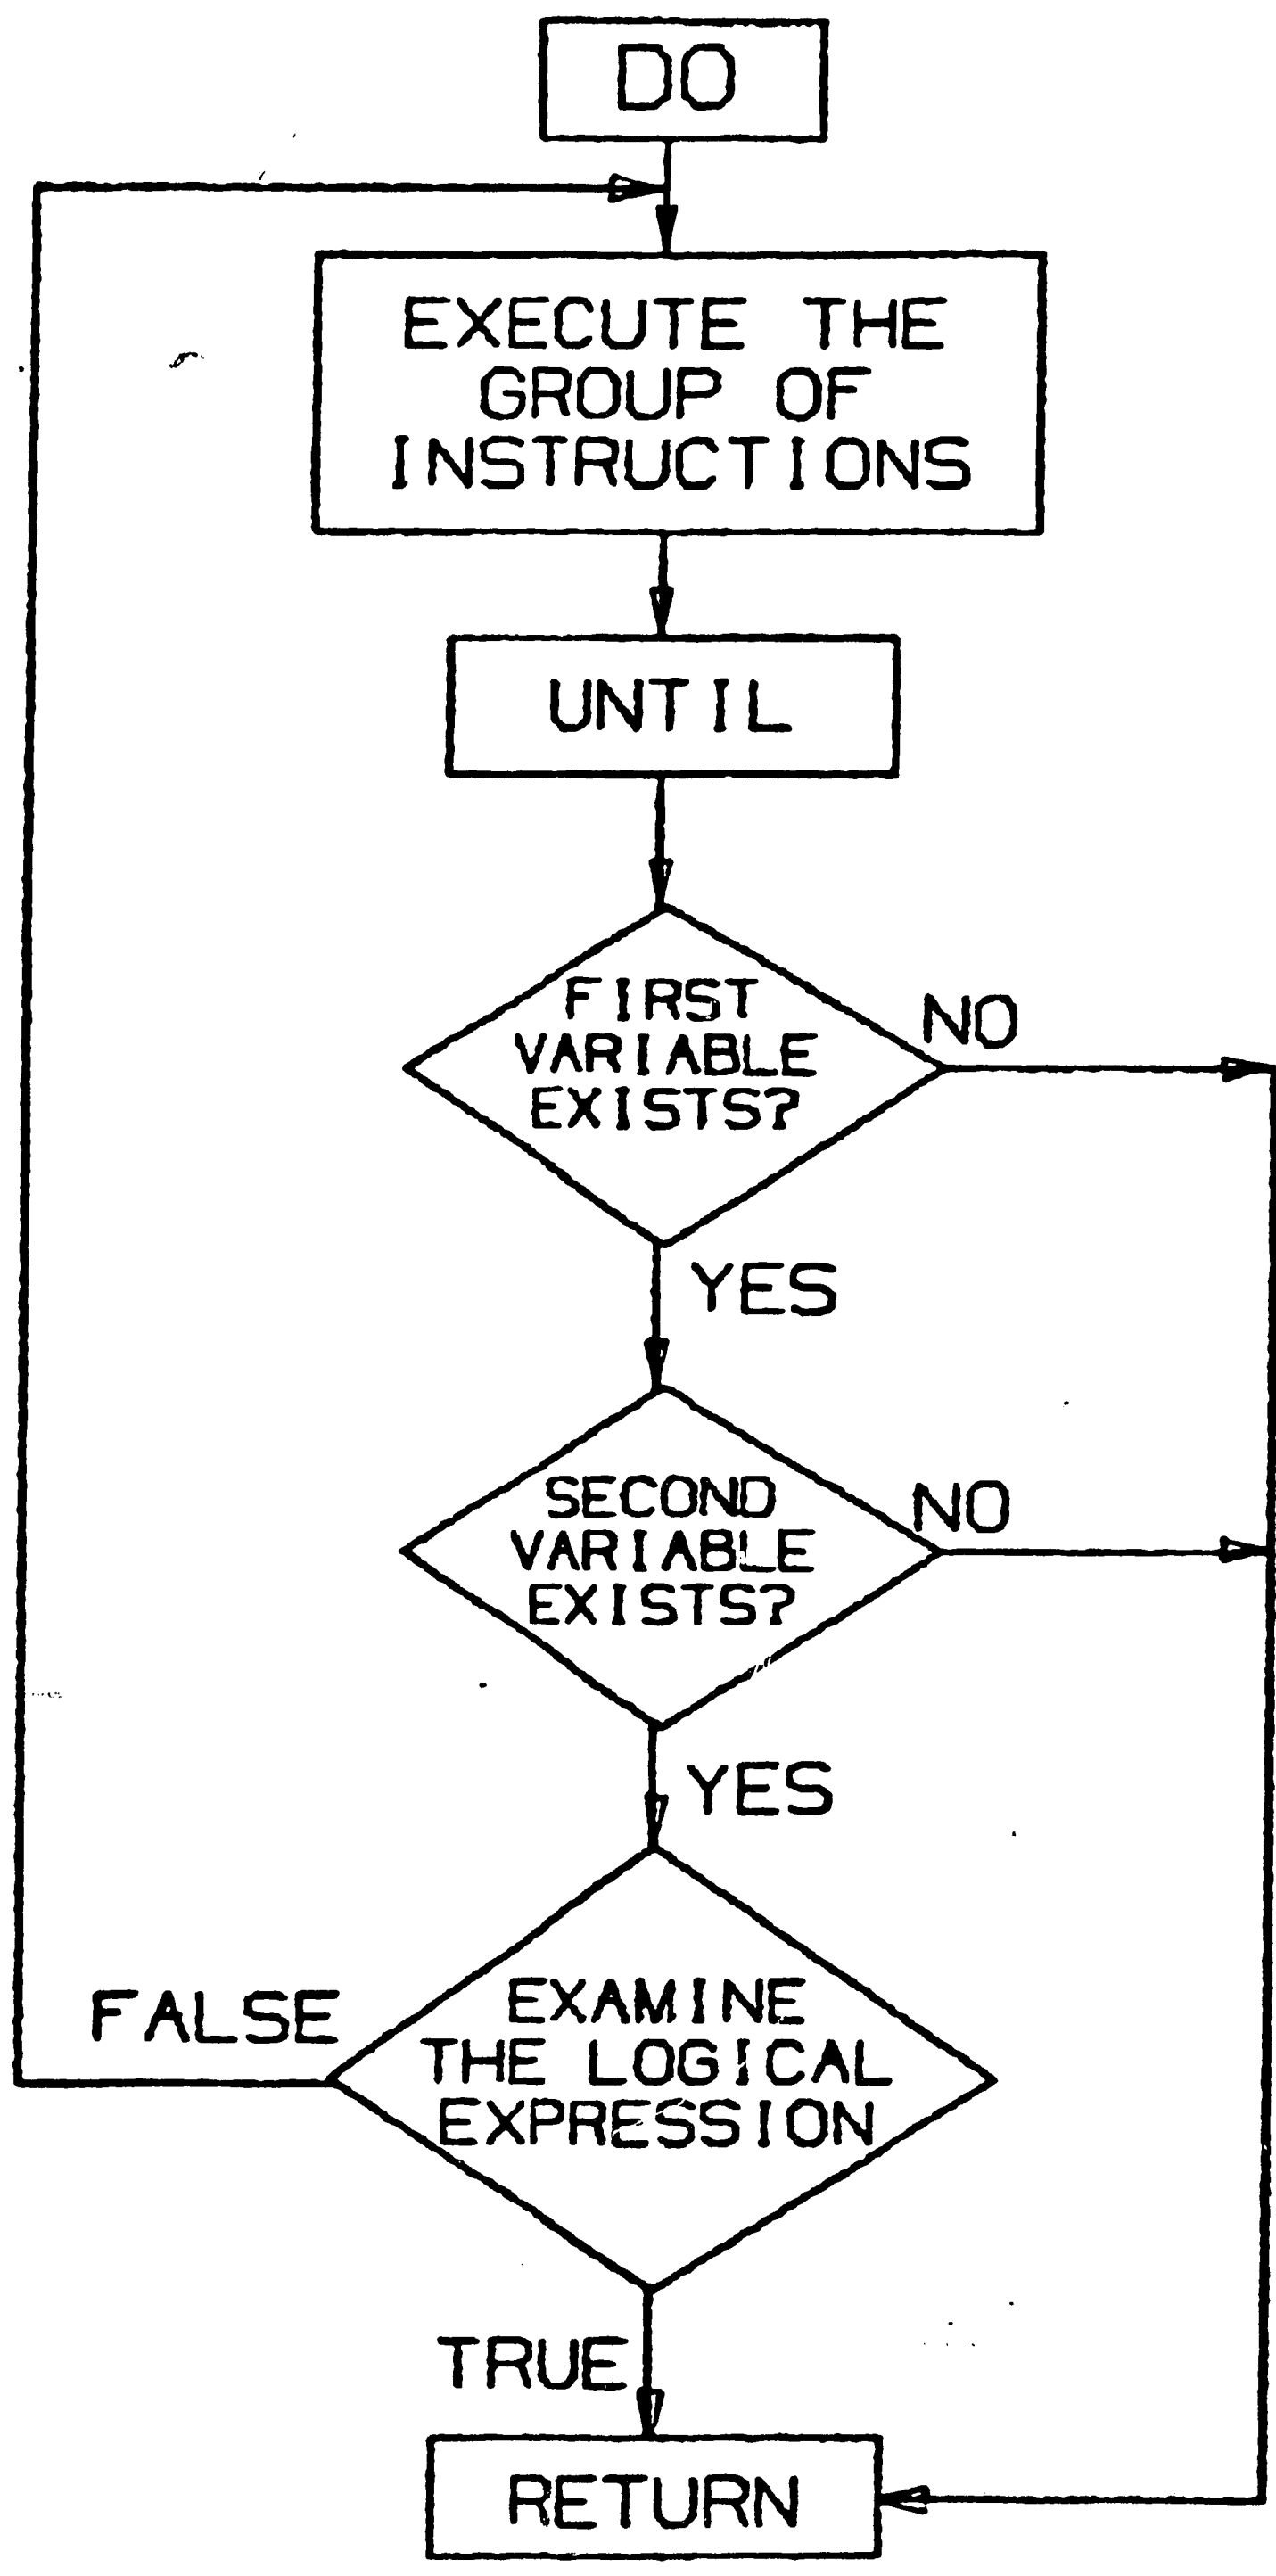 DO
EXECUTE THE
GROUP OF
INSTRUCTIONS
UNTIL
FIRST
VARIABLE
EXISTS?
NO
YES
SECOND
VARIABLE
EXISTS?
NO
YES
EXAMINE
THE LOGICAL
EXPRESSION
FALSE
TRUE
RETURN